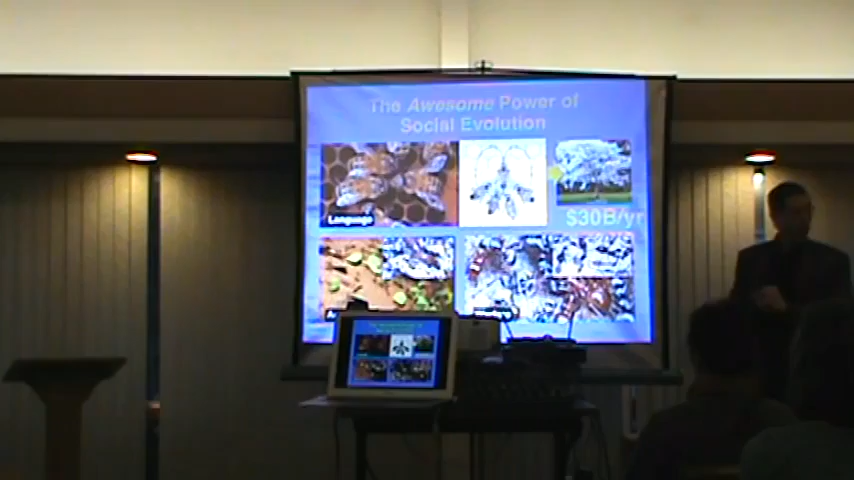 The Awesome Power of
Social Evolution
Language
$30B/yr